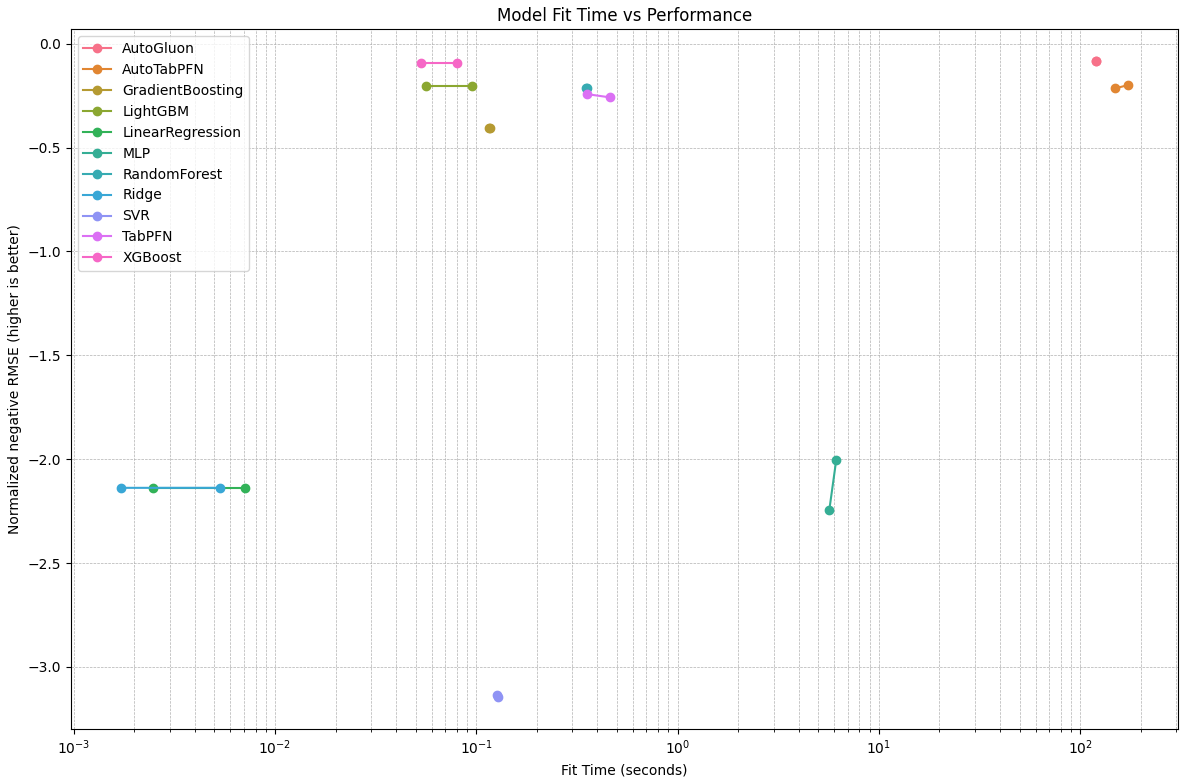 Model Fit Time vs Performance
AutoGluon
AutoTabPFN
GradientBoosting
LightGBM
LinearRegression
MLP
RandomForest
Ridge
SVR
TabPFN
XGBoost
Normalized negative RMSE (higher is better)
0.0
−0.5
−1.0
−1.5
−2.0
−2.5
−3.0
10⁻³ 10⁻² 10⁻¹ 10⁰ 10¹ 10²
Fit Time (seconds)